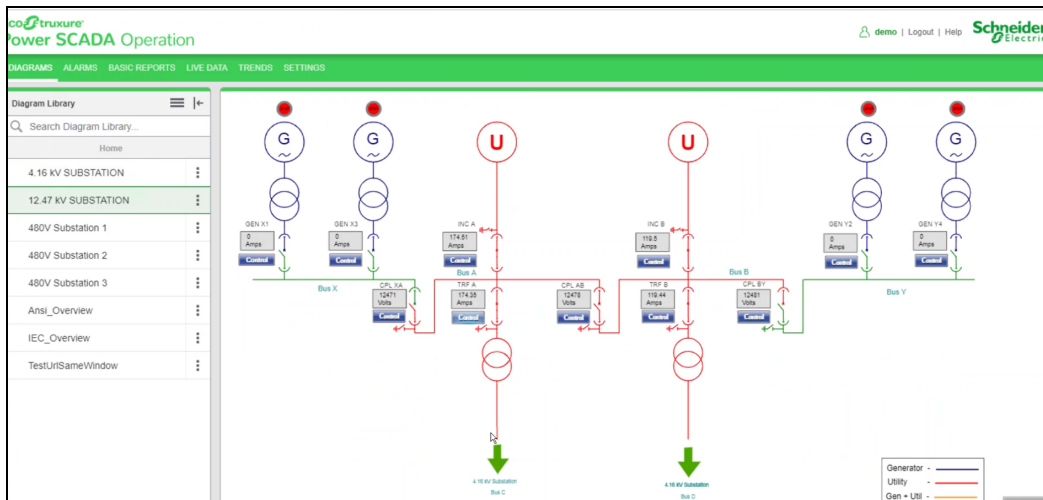 co Struxure
Power SCADA Operation
demo | Logout | Help
Schneider
Electric
DIAGRAMS ALARMS BASIC REPORTS LIVE DATA TRENDS SETTINGS
Diagram Library
Search Diagram Library...
Home
4.16 kV SUBSTATION
12.47 kV SUBSTATION
480V Substation 1
480V Substation 2
480V Substation 3
Ansi_Overview
IEC_Overview
TestUrlSameWindow
G G U U G G
GEN X1 GEN X3 INC A INC B GEN Y2 GEN Y4
0 Amps
Control
0 Amps
Control
174.51 Amps
Control
119.5 Amps
Control
0 Amps
Control
0 Amps
Control
Bus X
Bus A
Bus B
Bus Y
CPL XA TRF A CPL AB TRF B CPL BY
12471 Volts
Control
174.35 Amps
Control
12478 Volts
Control
119.44 Amps
Control
12481 Volts
Control
4.16 kV Substation
Bus C
4.16 kV Substation
Bus D
Generator -
Utility -
Gen + Util -